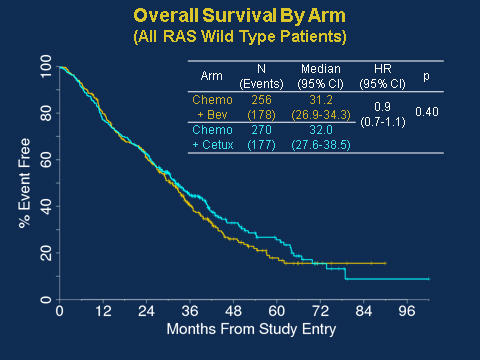 Overall Survival By Arm
(All RAS Wild Type Patients)
Arm N (Events) Median (95% CI) HR (95% CI) p
Chemo + Bev 256 (178) 31.2 (26.9-34.3) 0.9 (0.7-1.1) 0.40
Chemo + Cetux 270 (177) 32.0 (27.6-38.5)
% Event Free
100
80
60
40
20
0
0 12 24 36 48 60 72 84 96
Months From Study Entry